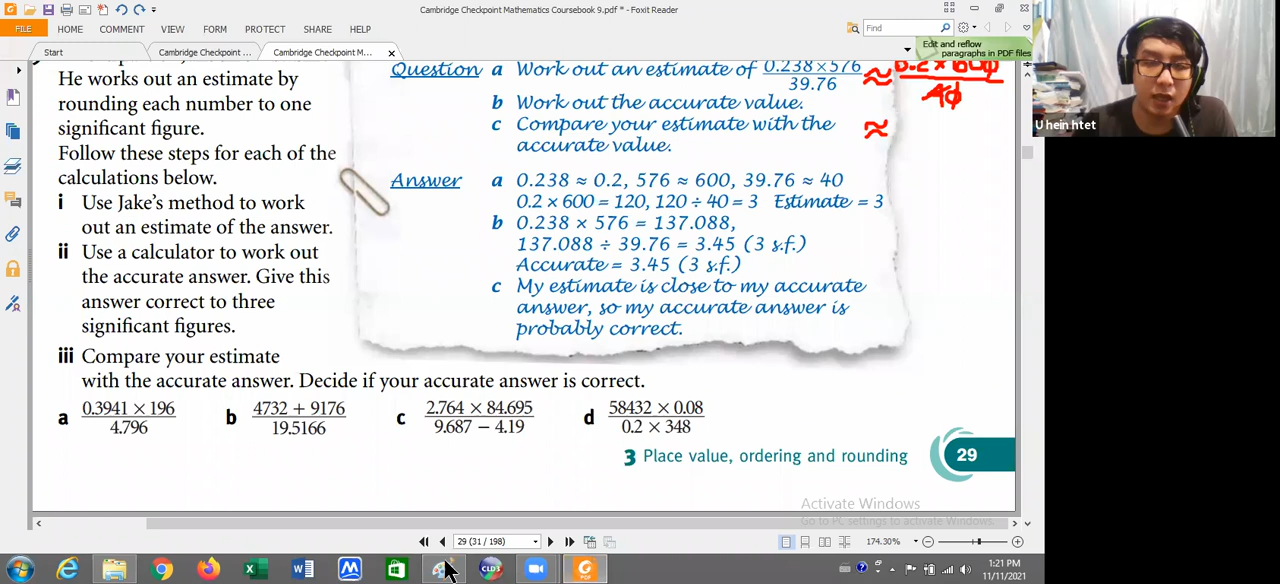 Cambridge Checkpoint Mathematics Coursebook 9.pdf * - Foxit Reader
FILE HOME COMMENT VIEW FORM PROTECT SHARE HELP
Find
Edit and reflow
paragraphs in PDF files
Start Cambridge Checkpoint ... Cambridge Checkpoint M...
U hein htet
He works out an estimate by
rounding each number to one
significant figure.
Follow these steps for each of the
calculations below.
i Use Jake's method to work
out an estimate of the answer.
ii Use a calculator to work out
the accurate answer. Give this
answer correct to three
significant figures.
iii Compare your estimate
with the accurate answer. Decide if your accurate answer is correct.
Question a Work out an estimate of 0.238 × 576
39.76
≈ 0.2 × 600
40
b Work out the accurate value.
c Compare your estimate with the
accurate value.
≈
Answer a 0.238 ≈ 0.2, 576 ≈ 600, 39.76 ≈ 40
0.2 × 600 = 120, 120 ÷ 40 = 3 Estimate = 3
b 0.238 × 576 = 137.088,
137.088 ÷ 39.76 = 3.45 (3 s.f.)
Accurate = 3.45 (3 s.f.)
c My estimate is close to my accurate
answer, so my accurate answer is
probably correct.
a 0.3941 × 196
4.796
b 4732 + 9176
19.5166
c 2.764 × 84.695
9.687 − 4.19
d 58432 × 0.08
0.2 × 348
3 Place value, ordering and rounding 29
Activate Windows
Go to PC settings to activate Windows.
29 (31 / 198)
174.30%
CLD3
PDF
1:21 PM
11/11/2021